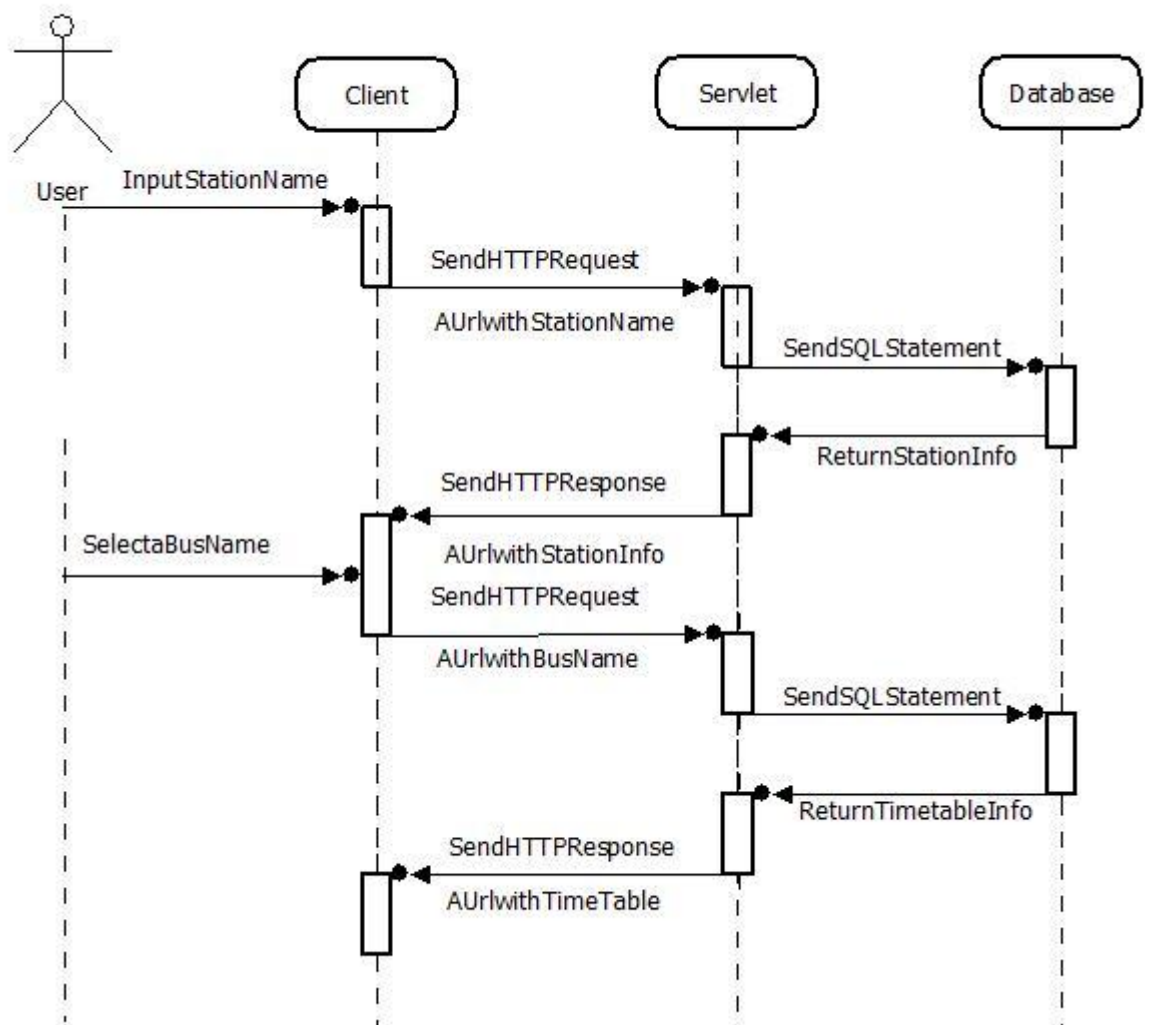 Client
Servlet
Database
User
InputStationName
SendHTTPRequest
AUrlwithStationName
SendSQLStatement
ReturnStationInfo
SendHTTPResponse
AUrlwithStationInfo
SelectaBusName
SendHTTPRequest
AUrlwithBusName
SendSQLStatement
ReturnTimetableInfo
SendHTTPResponse
AUrlwithTimeTable